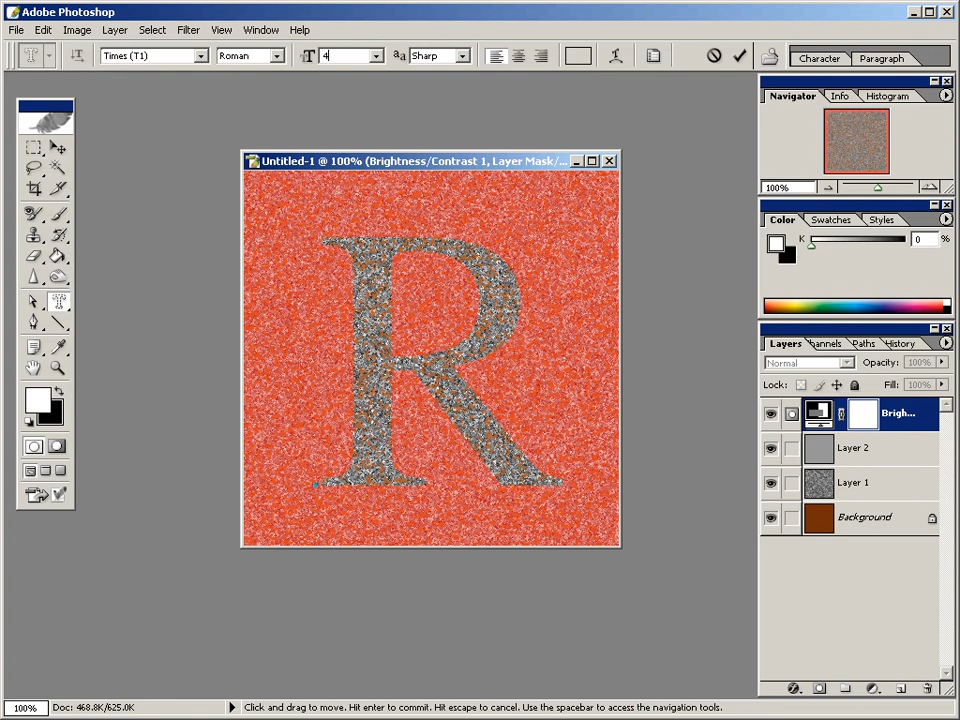 Adobe Photoshop
File Edit Image Layer Select Filter View Window Help
Times (T1) Roman 4 Sharp Character Paragraph
Navigator Info Histogram
Untitled-1 @ 100% (Brightness/Contrast 1, Layer Mask/...
R
100%
Color Swatches Styles
K 0 %
Layers hannels Paths History
Normal Opacity: 100%
Lock: Fill: 100%
Brigh...
Layer 2
Layer 1
Background
100% Doc: 468.8K/625.0K Click and drag to move. Hit enter to commit. Hit escape to cancel. Use the spacebar to access the navigation tools.